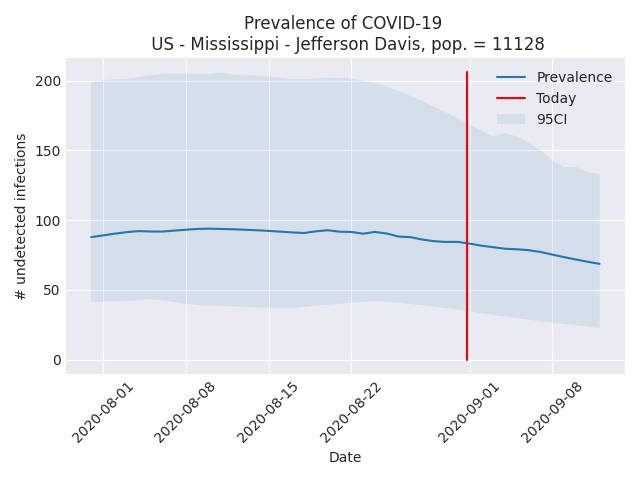 Prevalence of COVID-19
US - Mississippi - Jefferson Davis, pop. = 11128
Prevalence
Today
95CI
# undetected infections
200
150
100
50
0
2020-08-01
2020-08-08
2020-08-15
2020-08-22
2020-09-01
2020-09-08
Date